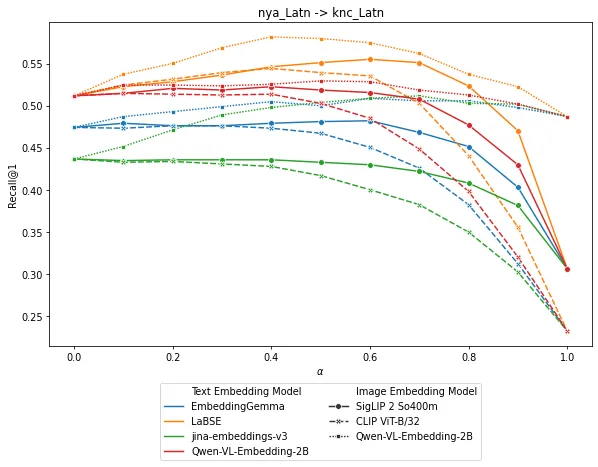 nya_Latn -> knc_Latn
Recall@1
0.55
0.50
0.45
0.40
0.35
0.30
0.25
0.0 0.2 0.4 0.6 0.8 1.0
α
Text Embedding Model Image Embedding Model
EmbeddingGemma SigLIP 2 So400m
LaBSE CLIP ViT-B/32
jina-embeddings-v3 Qwen-VL-Embedding-2B
Qwen-VL-Embedding-2B